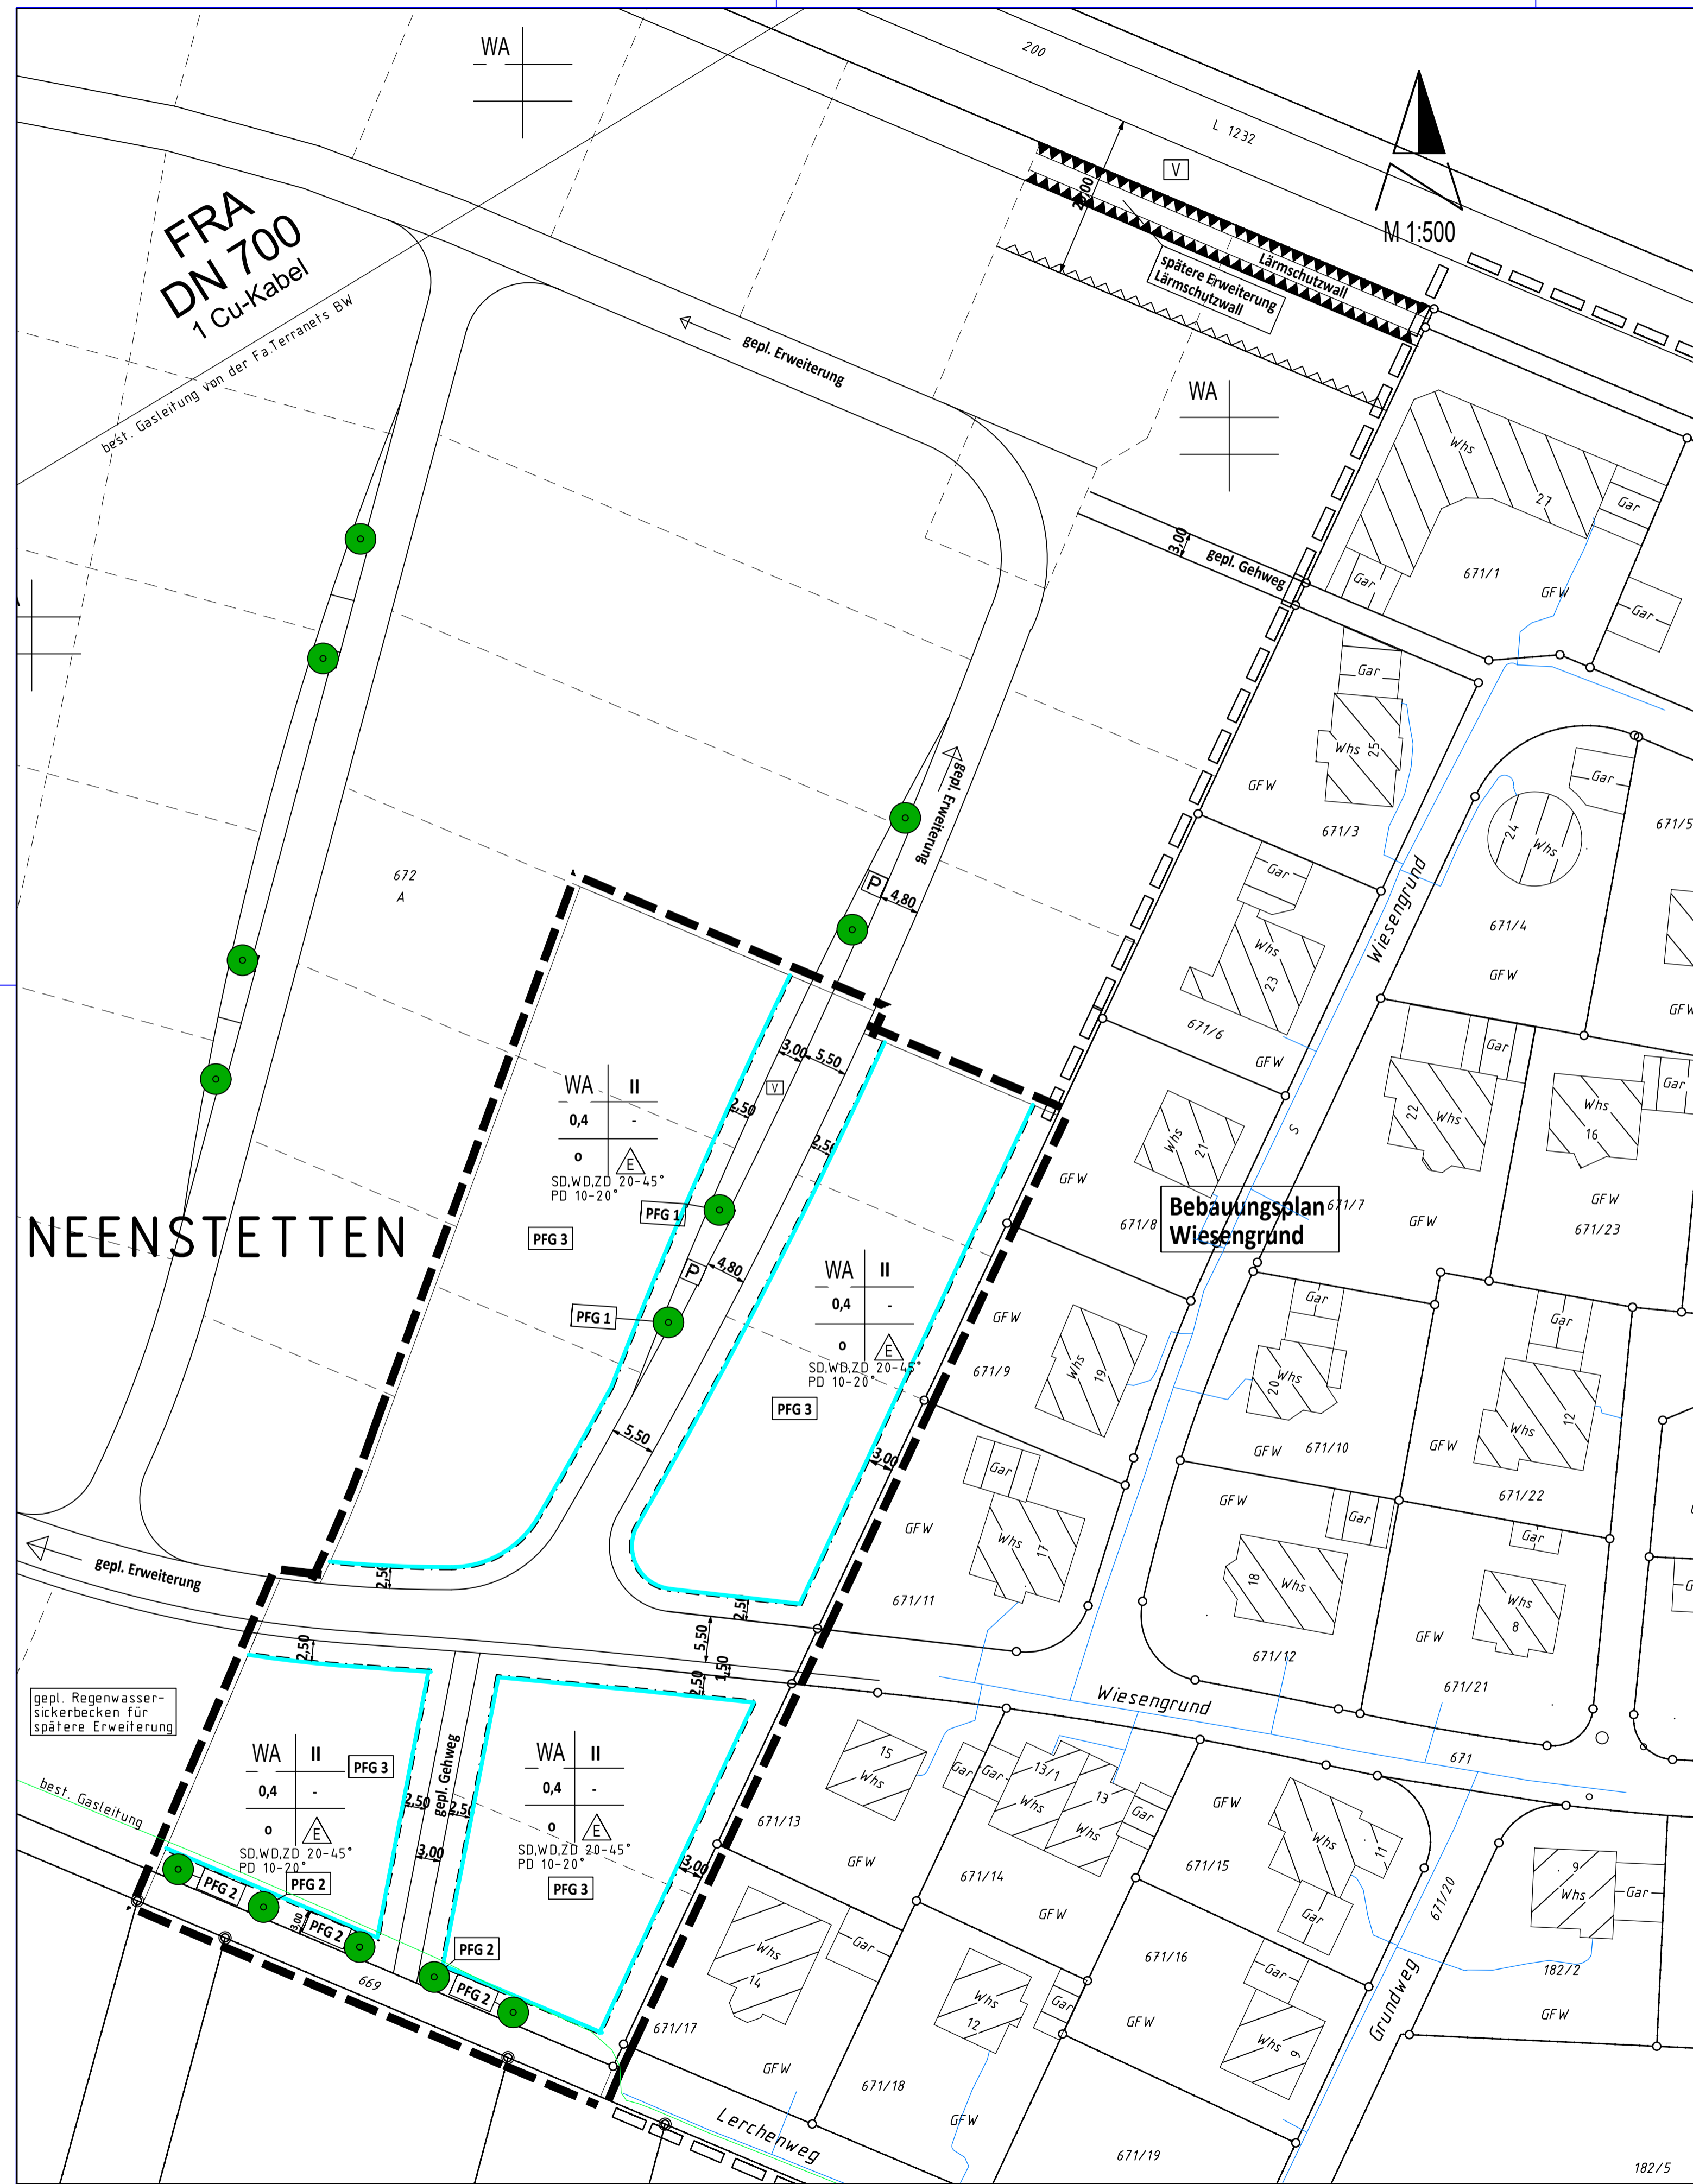 WA
200
L 1232
V
20,00
M 1:500
FRA
DN 700
1 Cu-Kabel
best. Gasleitung von der Fa.Terranets BW
Lärmschutzwall
spätere Erweiterung
Lärmschutzwall
gepl. Erweiterung
WA
Whs
27
Gar
3,00
gepl. Gehweg
Gar
671/1
GFW
Gar
Gar
Whs
25
GFW
671/3
Gar
24
Whs
671/5
gepl. Erweiterung
672
A
P
4,80
Gar
Whs
23
Wiesengrund
671/4
GFW
GFW
671/6
GFW
3,00
5,50
V
2,50
2,50
WA
II
0,4
-
o
E
SD,WD,ZD 20-45°
PD 10-20°
PFG 1
PFG 3
Gar
22
Whs
Gar
Whs
16
S
Whs
21
GFW
GFW
NEENSTETTEN
Bebauungsplan
Wiesengrund
671/7
671/8
GFW
671/23
P
4,80
PFG 1
WA
II
0,4
-
o
E
SD,WD,ZD 20-45°
PD 10-20°
PFG 3
GFW
671/9
Whs
19
Gar
20
Whs
GFW
671/10
Gar
Whs
12
GFW
671/22
5,50
3,00
Gar
Whs
17
GFW
671/11
GFW
Gar
18
Whs
671/12
Gar
Whs
8
GFW
671/21
gepl. Erweiterung
2,50
2,50
2,50
5,50
1,50
2,50
Wiesengrund
671
gepl. Regenwasser-
sickerbecken für
spätere Erweiterung
best. Gasleitung
WA
II
0,4
-
o
E
SD,WD,ZD 20-45°
PD 10-20°
PFG 3
gepl. Gehweg
2,50
2,50
3,00
WA
II
0,4
-
o
E
SD,WD,ZD 20-45°
PD 10-20°
PFG 3
3,00
15
Whs
671/13
GFW
Gar
Gar
13/1
Whs
13
Whs
Gar
671/14
GFW
GFW
671/15
Whs
11
Gar
671/20
9
Whs
Gar
182/2
GFW
PFG 2
PFG 2
3,00
PFG 2
PFG 2
PFG 2
669
Whs
14
Gar
671/17
GFW
Whs
12
Gar
671/18
GFW
671/16
GFW
Gar
Whs
9
Grundweg
Lerchenweg
671/19
182/5